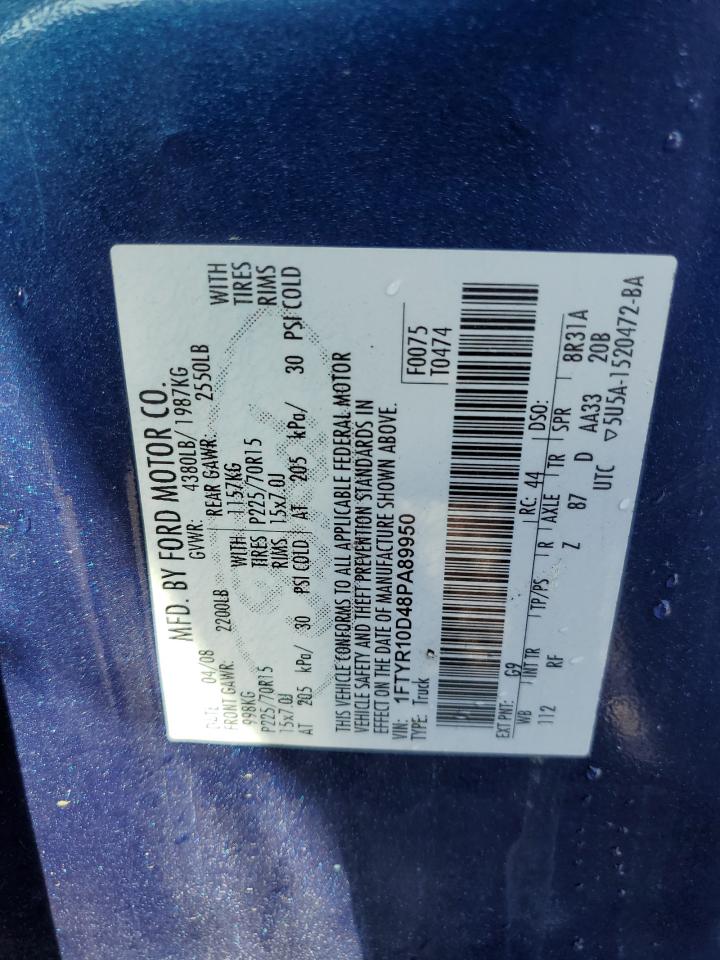 MFD. BY FORD MOTOR CO.
DATE: 04/08 GVWR: 4380LB/1987KG
FRONT GAWR: 2200LB REAR GAWR: 2550LB
998KG WITH 1157KG WITH
P225/70R15 TIRES P225/70R15 TIRES
15x7.0J RIMS 15x7.0J RIMS
AT 205 kPa/ 30 PSI COLD AT 205 kPa/ 30 PSI COLD
THIS VEHICLE CONFORMS TO ALL APPLICABLE FEDERAL MOTOR
VEHICLE SAFETY AND THEFT PREVENTION STANDARDS IN
EFFECT ON THE DATE OF MANUFACTURE SHOWN ABOVE.
VIN: 1FTYR10D48PA89950 F0075
TYPE: Truck T0474
EXT PNT: G9 RC: 44 DSO:
WB INT TR TP/PS R AXLE TR SPR 8R31A
112 RF Z 87 D AA33 20B
UTC ▽5U5A-1520472-BA